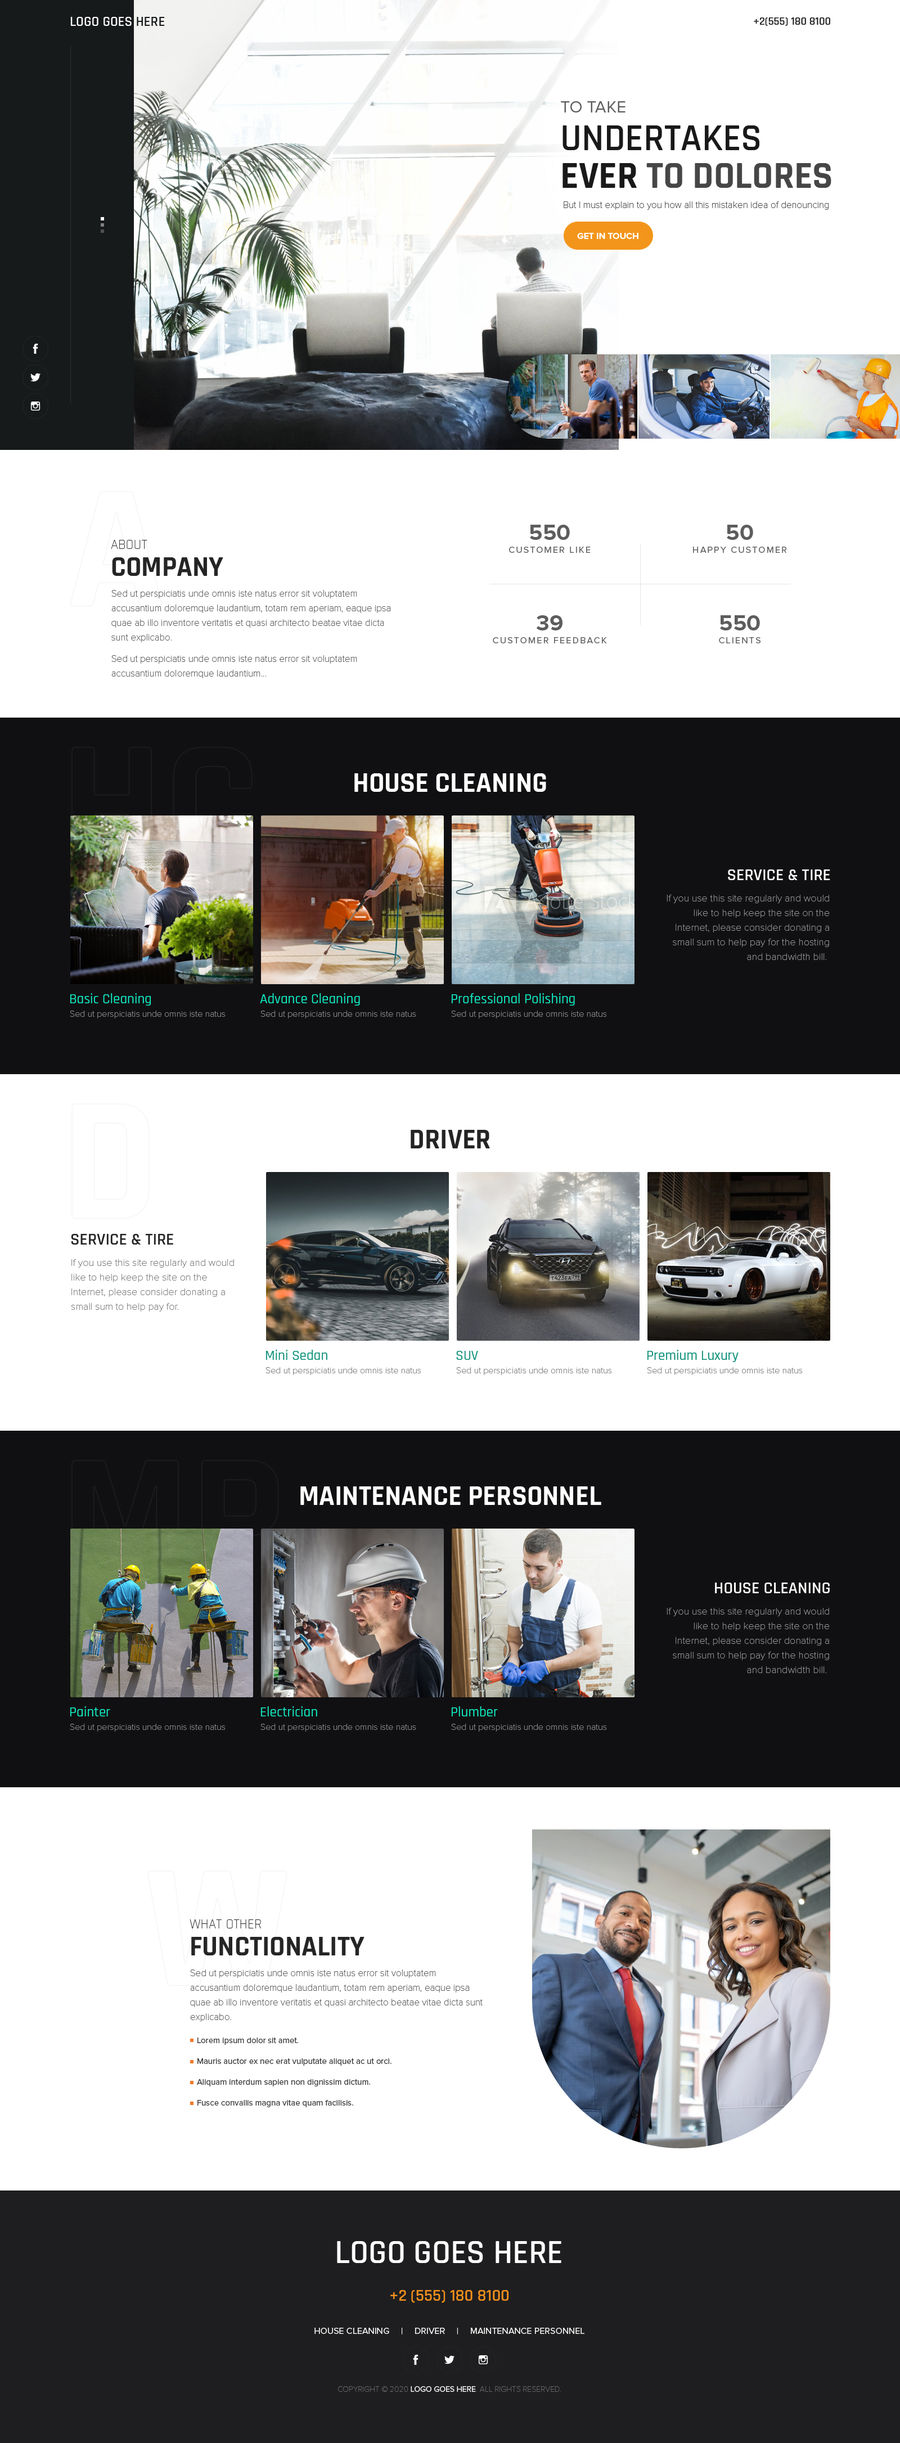 LOGO GOES HERE
+2(555) 180 8100
TO TAKE
UNDERTAKES
EVER TO DOLORES
But I must explain to you how all this mistaken idea of denouncing
GET IN TOUCH
A
ABOUT
COMPANY
Sed ut perspiciatis unde omnis iste natus error sit voluptatem
accusantium doloremque laudantium, totam rem aperiam, eaque ipsa
quae ab illo inventore veritatis et quasi architecto beatae vitae dicta
sunt explicabo.
Sed ut perspiciatis unde omnis iste natus error sit voluptatem
accusantium doloremque laudantium...
550
CUSTOMER LIKE
50
HAPPY CUSTOMER
39
CUSTOMER FEEDBACK
550
CLIENTS
HC
HOUSE CLEANING
Adobe Stock
Basic Cleaning
Sed ut perspiciatis unde omnis iste natus
Advance Cleaning
Sed ut perspiciatis unde omnis iste natus
Professional Polishing
Sed ut perspiciatis unde omnis iste natus
SERVICE & TIRE
If you use this site regularly and would
like to help keep the site on the
Internet, please consider donating a
small sum to help pay for the hosting
and bandwidth bill.
D
DRIVER
SERVICE & TIRE
If you use this site regularly and would
like to help keep the site on the
Internet, please consider donating a
small sum to help pay for.
Mini Sedan
Sed ut perspiciatis unde omnis iste natus
SUV
Sed ut perspiciatis unde omnis iste natus
Premium Luxury
Sed ut perspiciatis unde omnis iste natus
MP
MAINTENANCE PERSONNEL
Painter
Sed ut perspiciatis unde omnis iste natus
Electrician
Sed ut perspiciatis unde omnis iste natus
Plumber
Sed ut perspiciatis unde omnis iste natus
HOUSE CLEANING
If you use this site regularly and would
like to help keep the site on the
Internet, please consider donating a
small sum to help pay for the hosting
and bandwidth bill.
W
WHAT OTHER
FUNCTIONALITY
Sed ut perspiciatis unde omnis iste natus error sit voluptatem
accusantium doloremque laudantium, totam rem aperiam, eaque ipsa
quae ab illo inventore veritatis et quasi architecto beatae vitae dicta sunt
explicabo.
Lorem ipsum dolor sit amet.
Mauris auctor ex nec erat vulputate aliquet ac ut orci.
Aliquam interdum sapien non dignissim dictum.
Fusce convallis magna vitae quam facilisis.
LOGO GOES HERE
+2 (555) 180 8100
HOUSE CLEANING | DRIVER | MAINTENANCE PERSONNEL
COPYRIGHT © 2020 LOGO GOES HERE. ALL RIGHTS RESERVED.